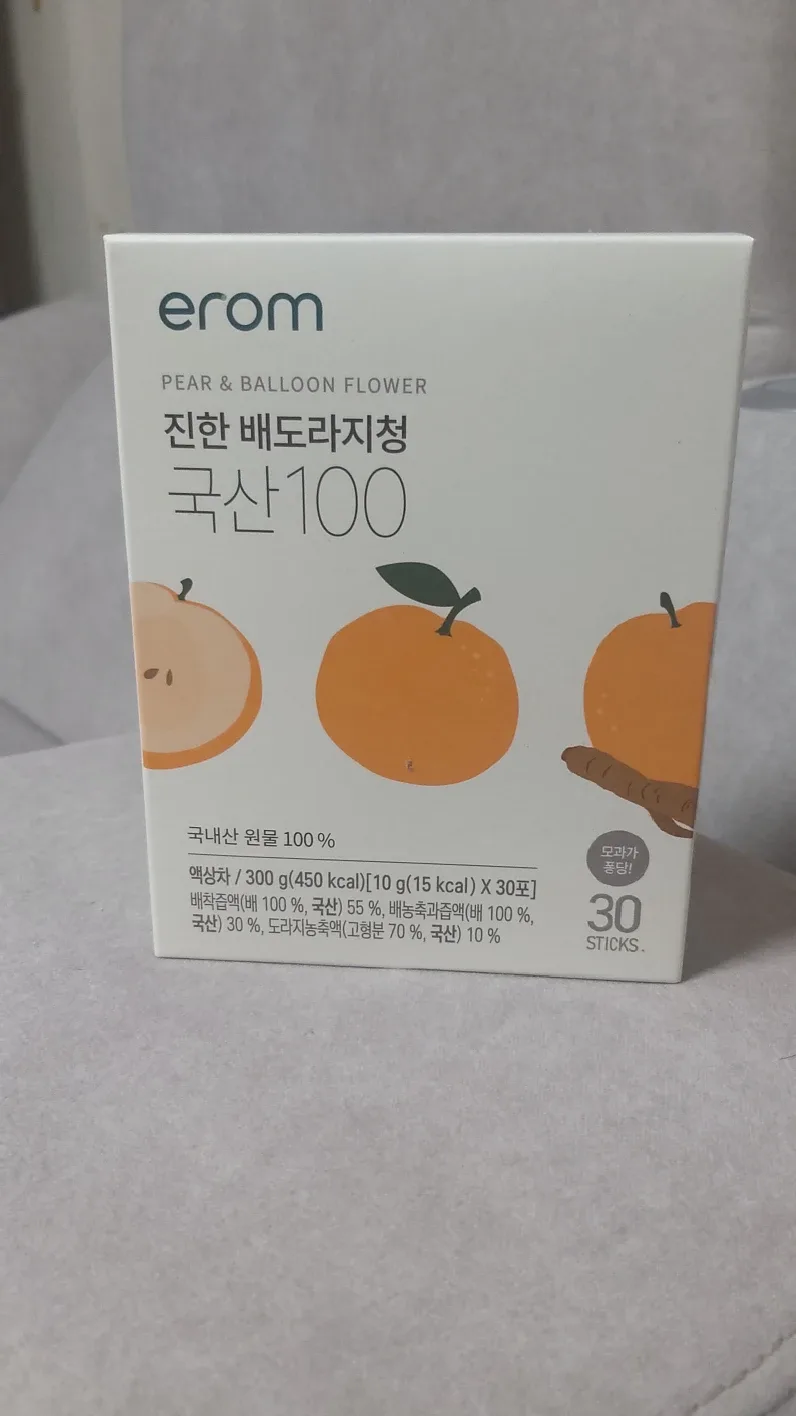 erom
PEAR & BALLOON FLOWER
진한 배도라지청
국산100
국내산 원물 100 %
액상차 / 300 g(450 kcal)[10 g(15 kcal) X 30포]
배착즙액(배 100 %, 국산) 55 %, 배농축과즙액(배 100 %,
국산) 30 %, 도라지농축액(고형분 70 %, 국산) 10 %
모과가
퐁당!
30
STICKS.